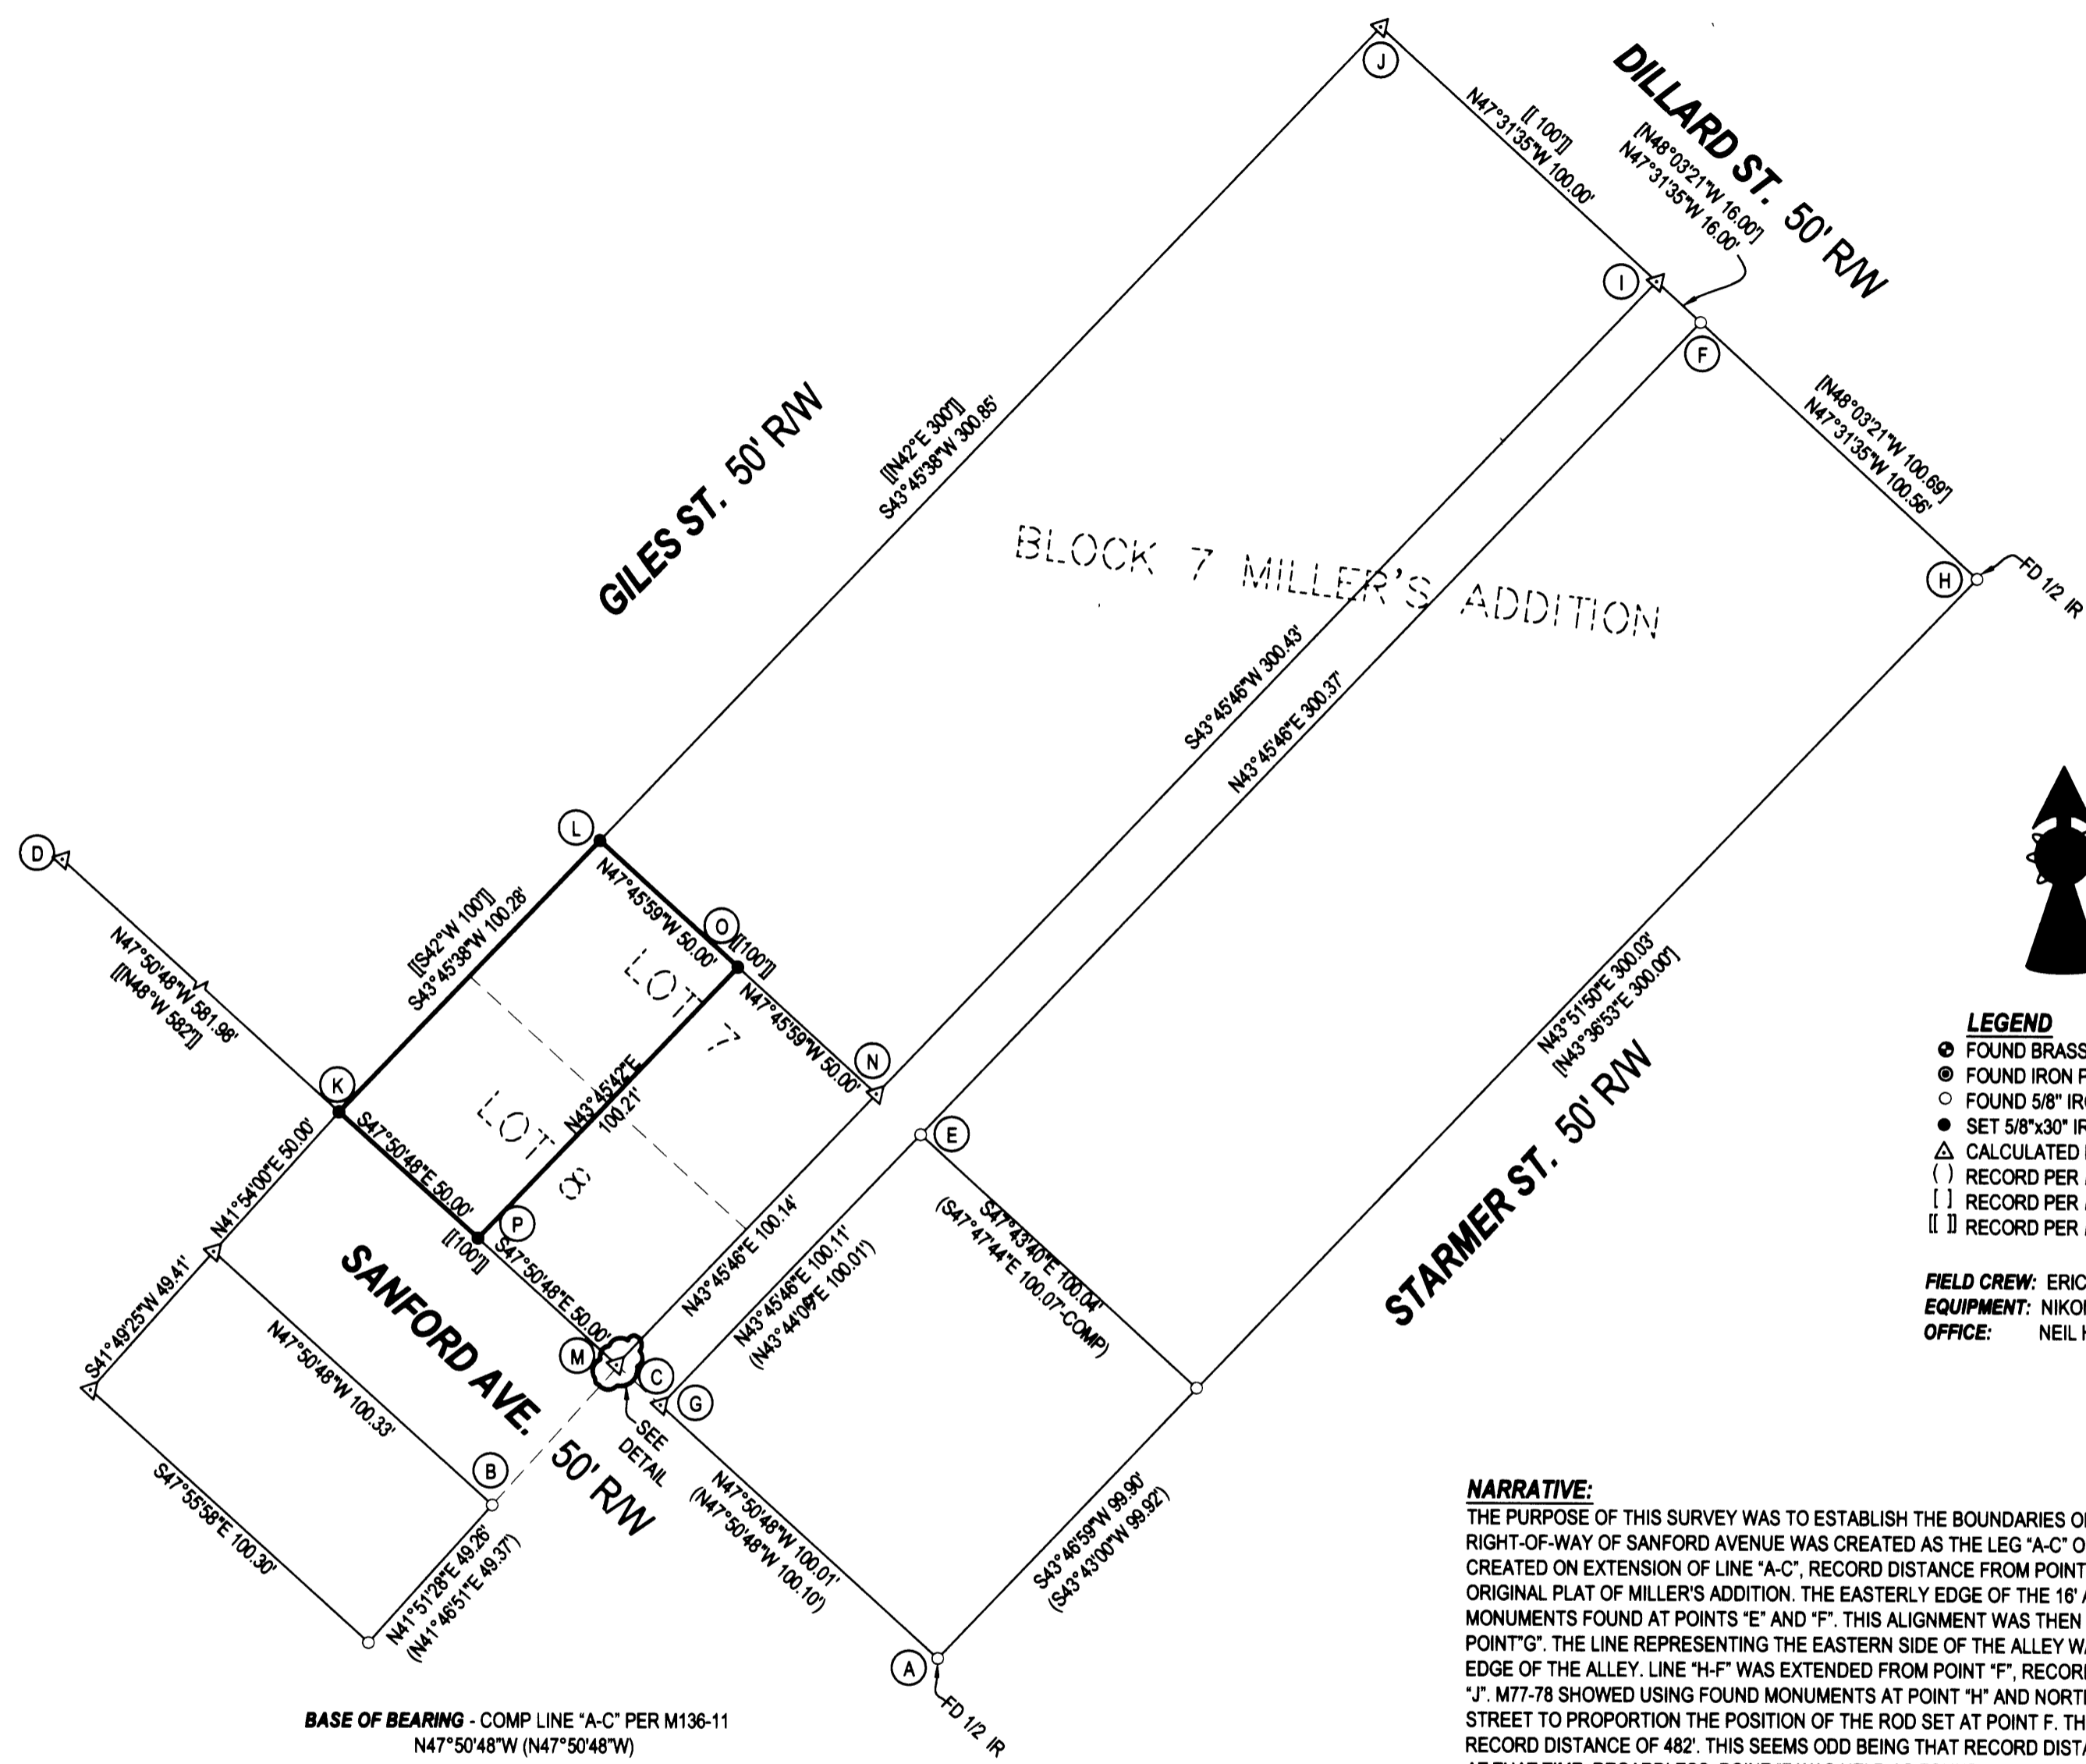 J
DILLARD ST. 50' R/W
[[ 100']]
N47°31'35"W 100.00'
[N48°03'21"W 16.00']
N47°31'35"W 16.00'
I
F
[N48°03'21"W 100.69']
N47°31'35"W 100.56'
H
FD 1/2 IR
GILES ST. 50' R/W
[[N42°E 300']]
S43°45'38"W 300.85'
BLOCK 7 MILLER'S ADDITION
S43°45'46"W 300.43'
N43°45'46"E 300.37'
L
D
N47°50'48"W 581.98'
[[N48°W 582']]
[[S42°W 100']]
S43°45'38"W 100.28'
N47°45'59"W 50.00'
O
[[100']]
LOT 7
N47°45'59"W 50.00'
N
K
S47°50'48"E 50.00'
LOT 8
N43°45'42"E
100.21'
P
[[100']]
S47°50'48"E 50.00'
N41°54'00"E 50.00'
S41°49'25"W 49.41'
N47°50'48"W 100.33'
S47°55'58"E 100.30'
SANFORD AVE. 50' R/W
M
C
G
SEE
DETAIL
B
N41°51'28"E 49.26'
(N41°46'51"E 49.37')
N43°45'46"E 100.14'
N43°45'46"E 100.11'
(N43°44'09"E 100.01')
E
S47°43'40"E 100.04'
(S47°47'44"E 100.07'-COMP)
N43°51'50"E 300.03'
[N43°36'53"E 300.00']
STARMER ST. 50' R/W
N47°50'48"W 100.01'
(N47°50'48"W 100.10')
S43°46'59"W 99.90'
(S43°43'00"W 99.92')
A
FD 1/2 IR
BASE OF BEARING - COMP LINE "A-C" PER M136-11
N47°50'48"W (N47°50'48"W)
LEGEND
FOUND BRASS
FOUND IRON
FOUND 5/8"
SET 5/8"x30"
CALCULATED
( ) RECORD PER
[ ] RECORD PER
[[ ]] RECORD PER
FIELD CREW: ERIC
EQUIPMENT:
OFFICE: NEIL
NARRATIVE:
THE PURPOSE OF THIS SURVEY WAS TO ESTABLISH THE BOUNDARIES
RIGHT-OF-WAY OF SANFORD AVENUE WAS CREATED AS THE LEG "A-C"
CREATED ON EXTENSION OF LINE "A-C", RECORD DISTANCE FROM POINT
ORIGINAL PLAT OF MILLER'S ADDITION. THE EASTERLY EDGE OF THE 16'
MONUMENTS FOUND AT POINTS "E" AND "F". THIS ALIGNMENT WAS THEN
POINT"G". THE LINE REPRESENTING THE EASTERN SIDE OF THE ALLEY
EDGE OF THE ALLEY. LINE "H-F" WAS EXTENDED FROM POINT "F",
"J". M77-78 SHOWED USING FOUND MONUMENTS AT POINT "H" AND
STREET TO PROPORTION THE POSITION OF THE ROD SET AT POINT F.
RECORD DISTANCE OF 482'. THIS SEEMS ODD BEING THAT RECORD